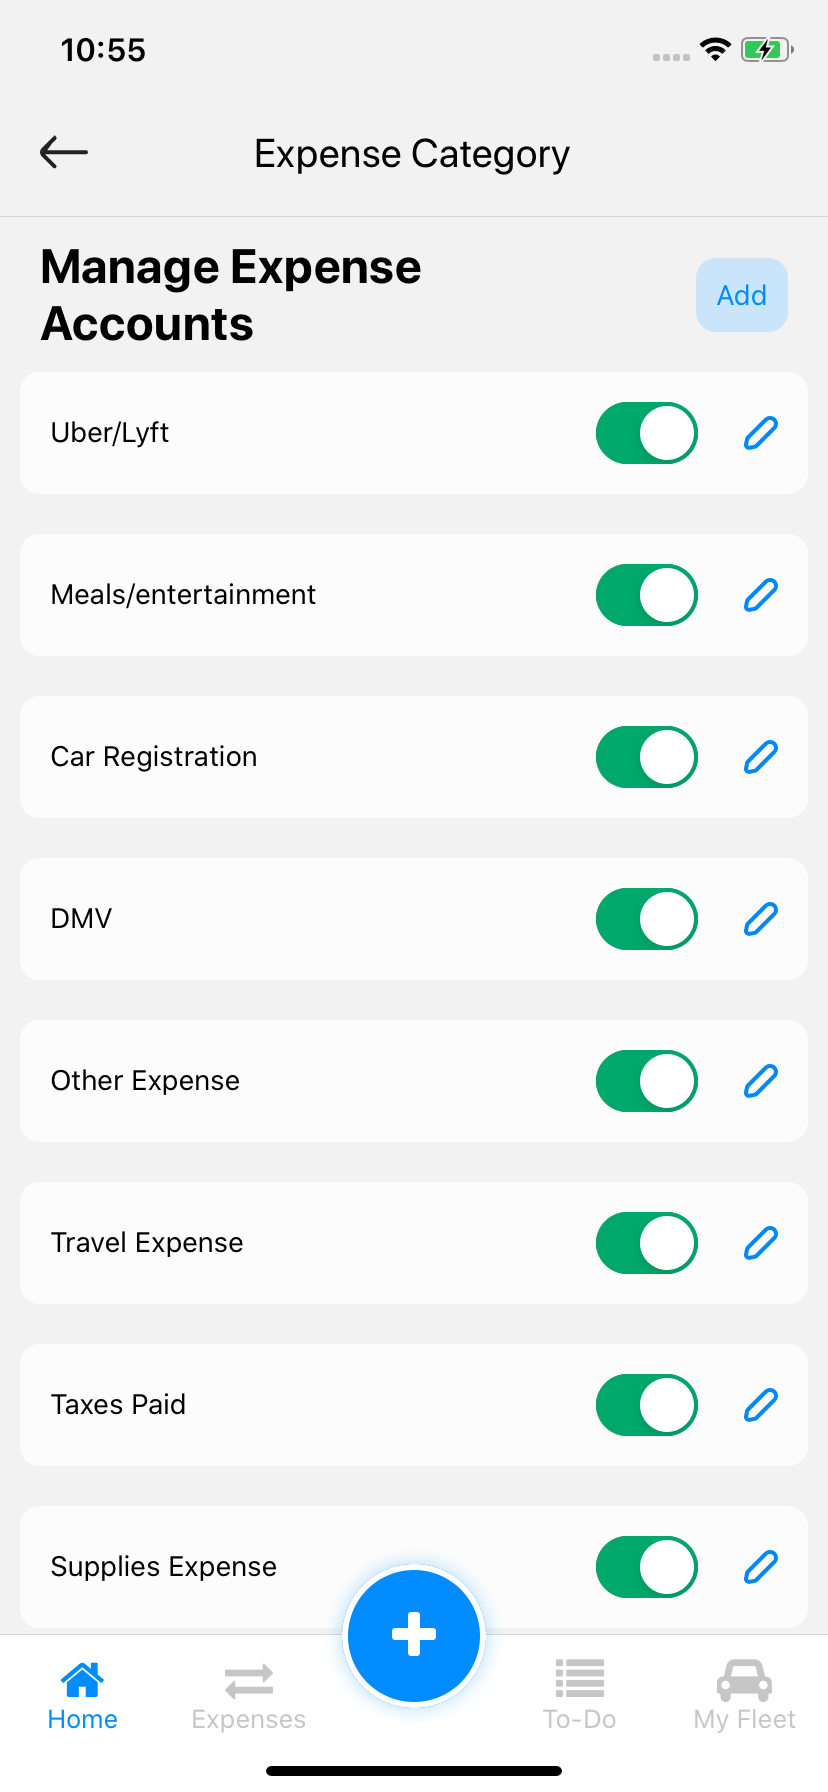 10:55
Expense Category
Manage Expense
Accounts
Add
Uber/Lyft
Meals/entertainment
Car Registration
DMV
Other Expense
Travel Expense
Taxes Paid
Supplies Expense
Home
Expenses
To-Do
My Fleet